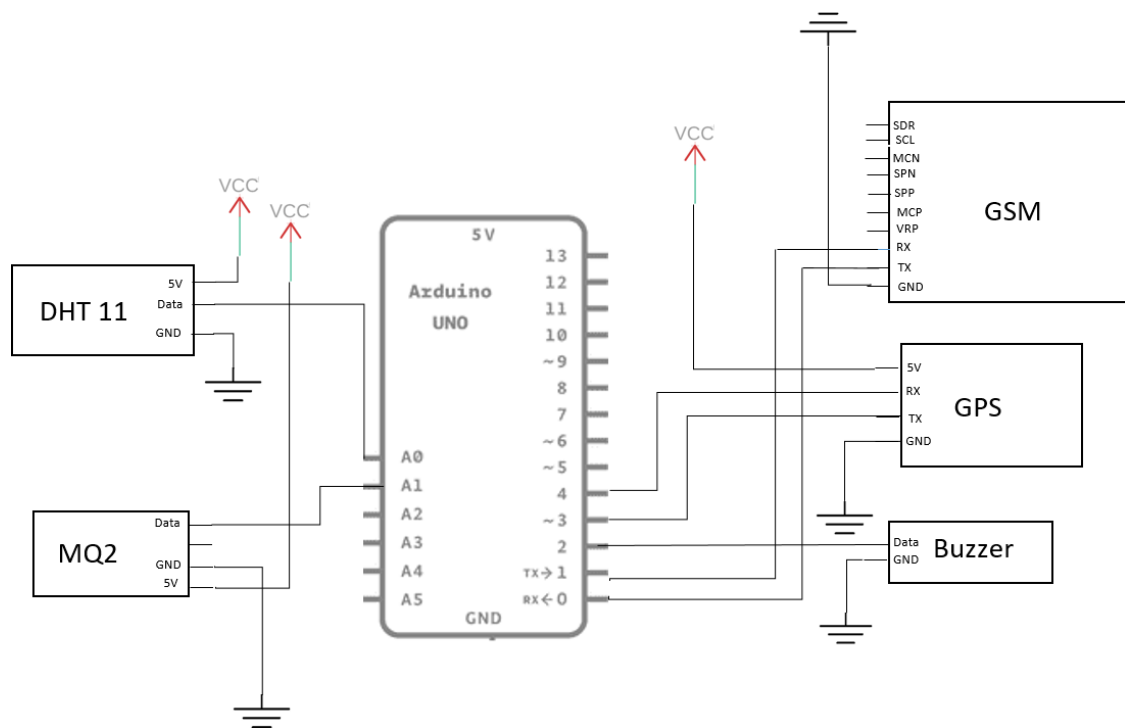 VCC
VCC
VCC
DHT 11
5V
Data
GND
MQ2
Data
GND
5V
5V
Arduino
UNO
13
12
11
10
~9
8
7
~6
~5
4
~3
2
TX→1
RX←0
A0
A1
A2
A3
A4
A5
GND
SDR
SCL
MCN
SPN
SPP
MCP
VRP
RX
TX
GND
GSM
5V
RX
TX
GND
GPS
Data
GND
Buzzer